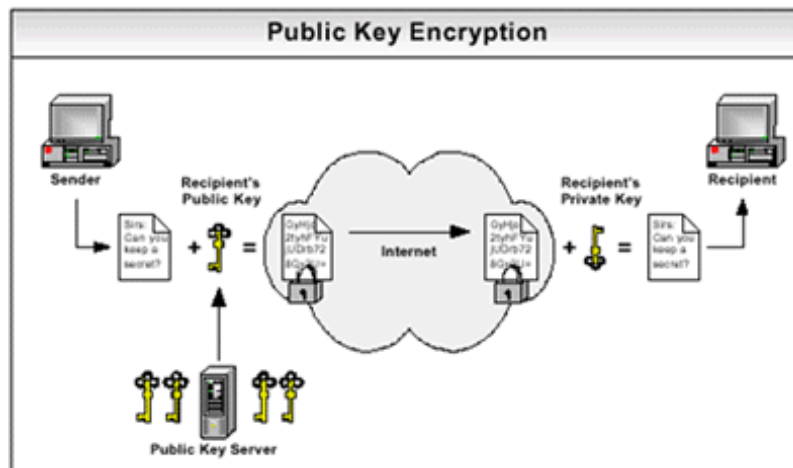 Public Key Encryption
Sender
Recipient's
Public Key
Recipient's
Private Key
Recipient
Sirs:
Can you
keep a
secret?
+
=
Internet
+
=
Sirs:
Can you
keep a
secret?
Public Key Server